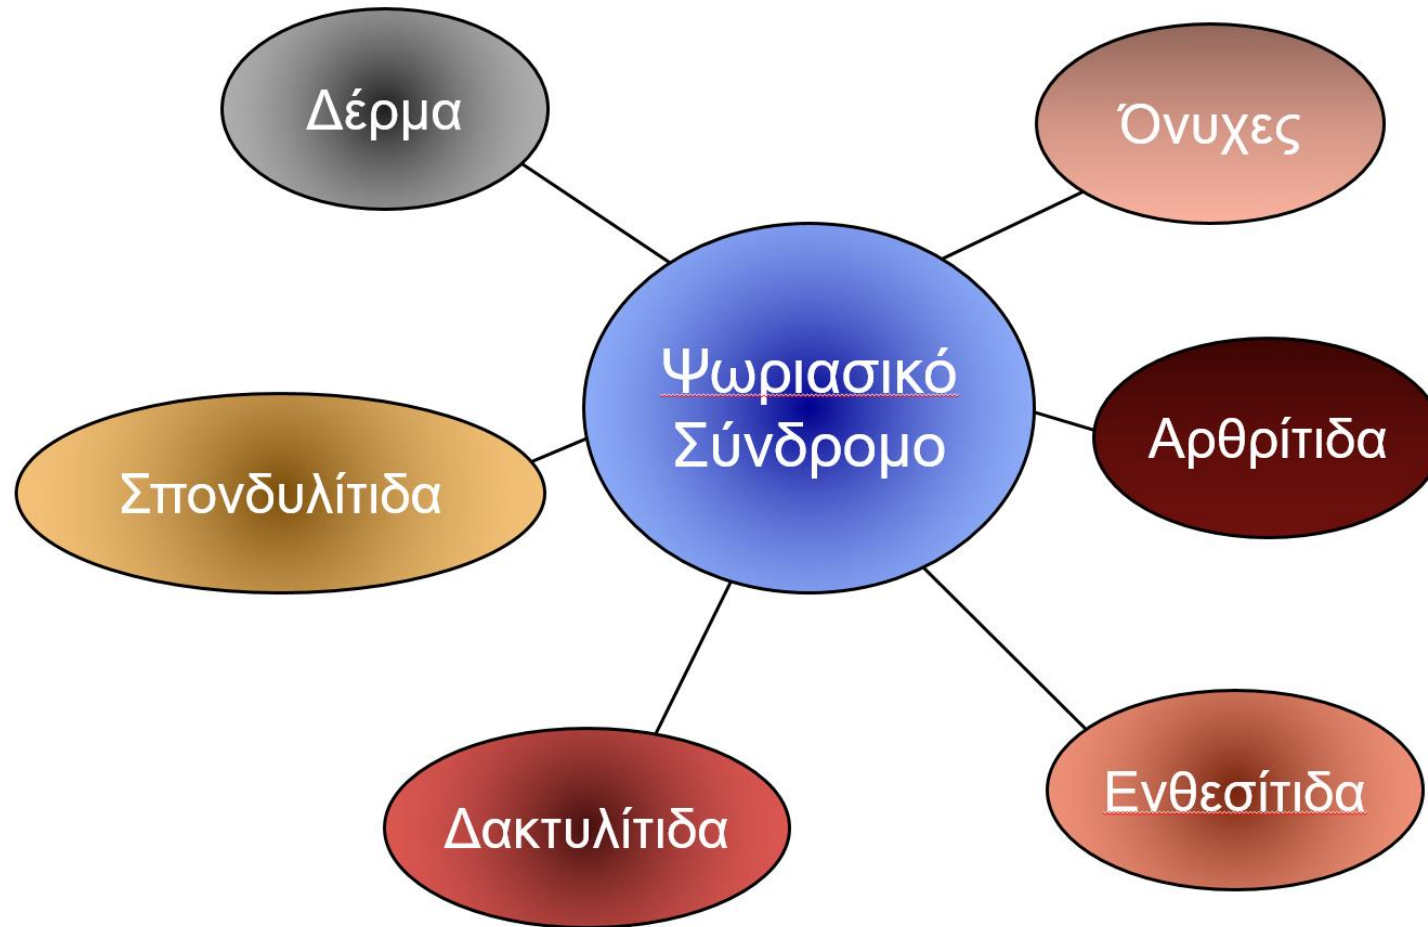 Δέρμα
Όνυχες
Ψωριασικό
Σύνδρομο
Αρθρίτιδα
Σπονδυλίτιδα
Ενθεσίτιδα
Δακτυλίτιδα